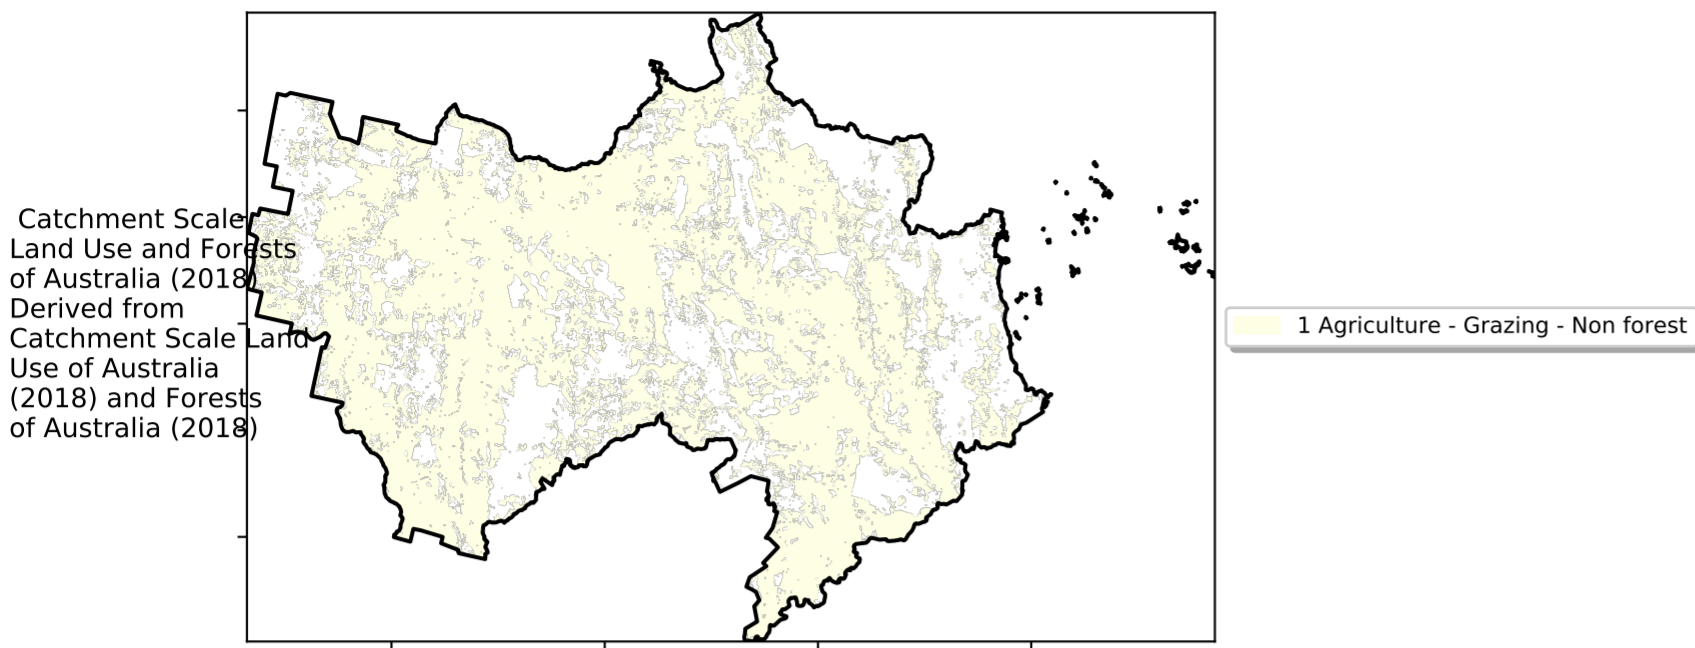 Catchment Scale
Land Use and Forests
of Australia (2018)
Derived from
Catchment Scale Land
Use of Australia
(2018) and Forests
of Australia (2018)
1 Agriculture - Grazing - Non forest